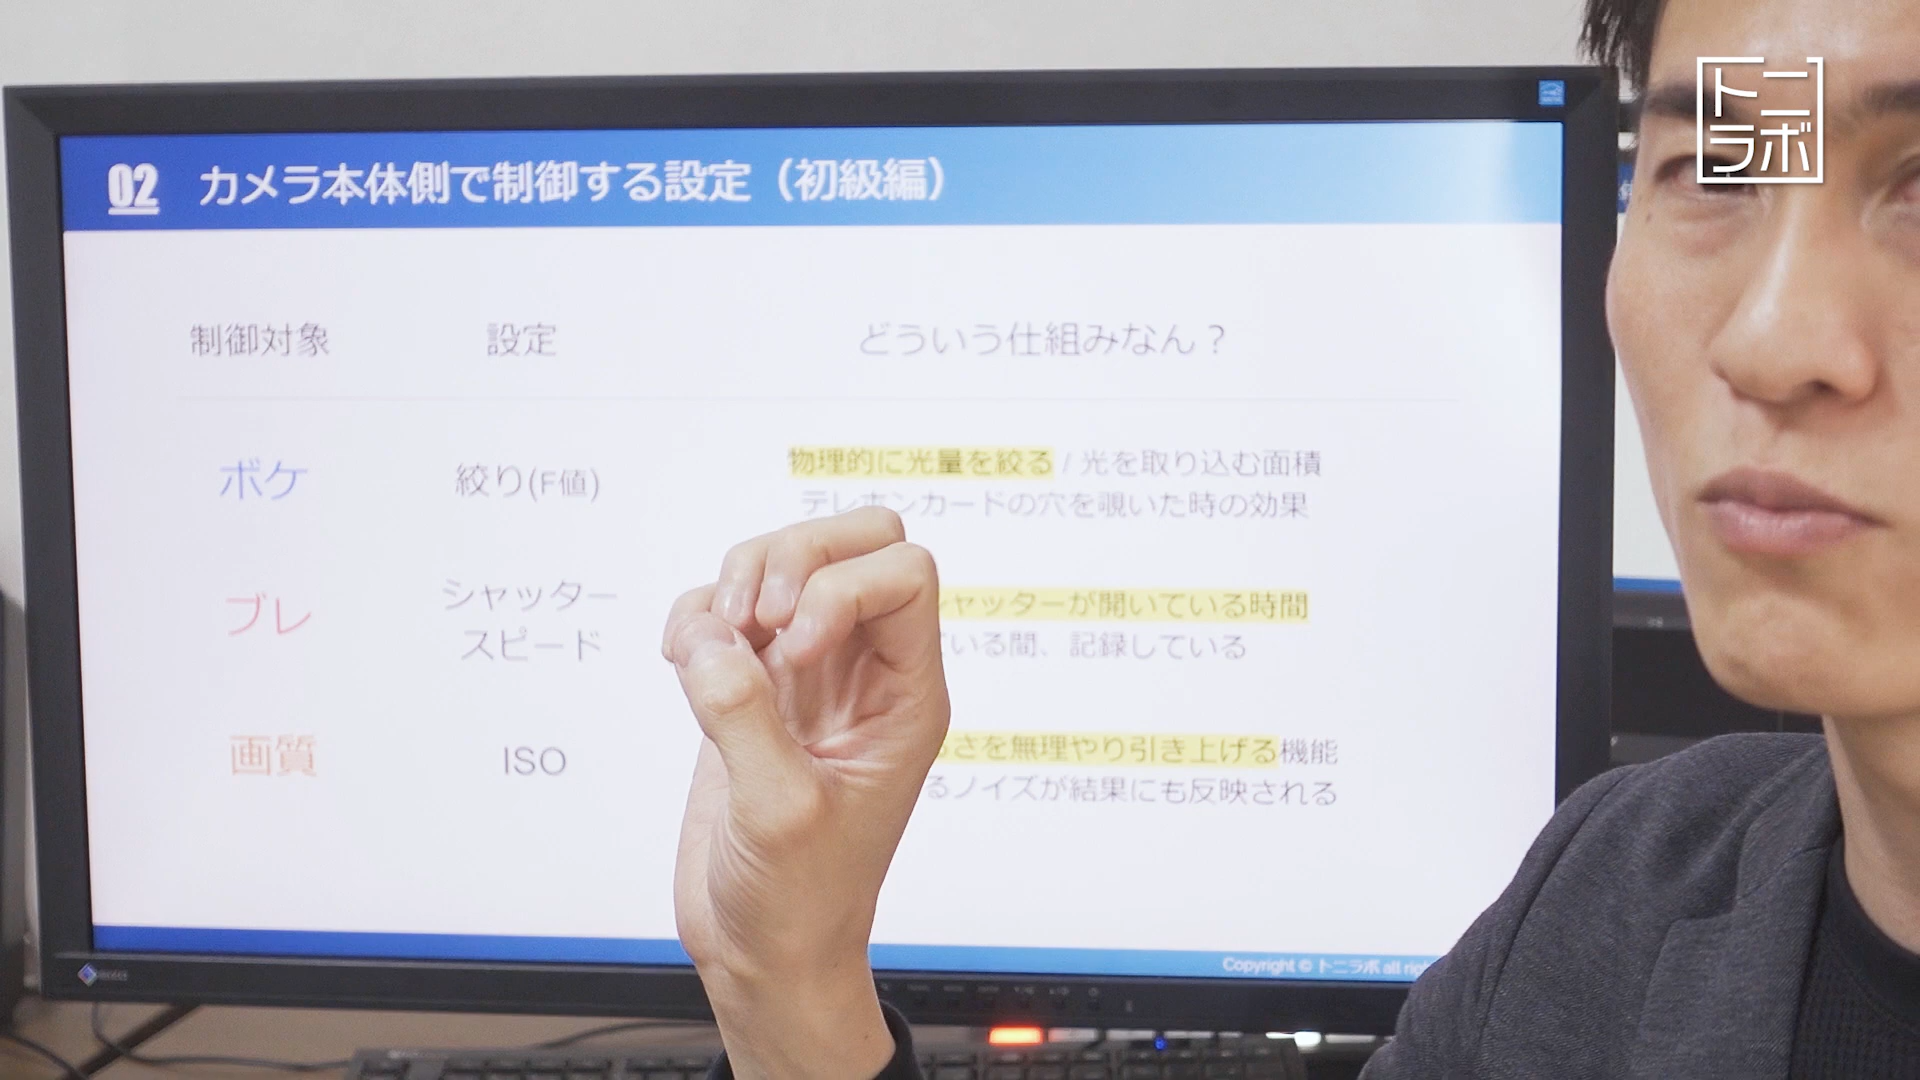 トニ
ラボ
02 カメラ本体側で制御する設定（初級編）
制御対象 設定 どういう仕組みなん？
ボケ 絞り(F値) 物理的に光量を絞る / 光を取り込む面積
テレホンカードの穴を覗いた時の効果
ブレ シャッター
スピード
シャッターが開いている時間
いる間、記録している
画質 ISO
さを無理やり引き上げる機能
るノイズが結果にも反映される
Copyright © トニラボ all